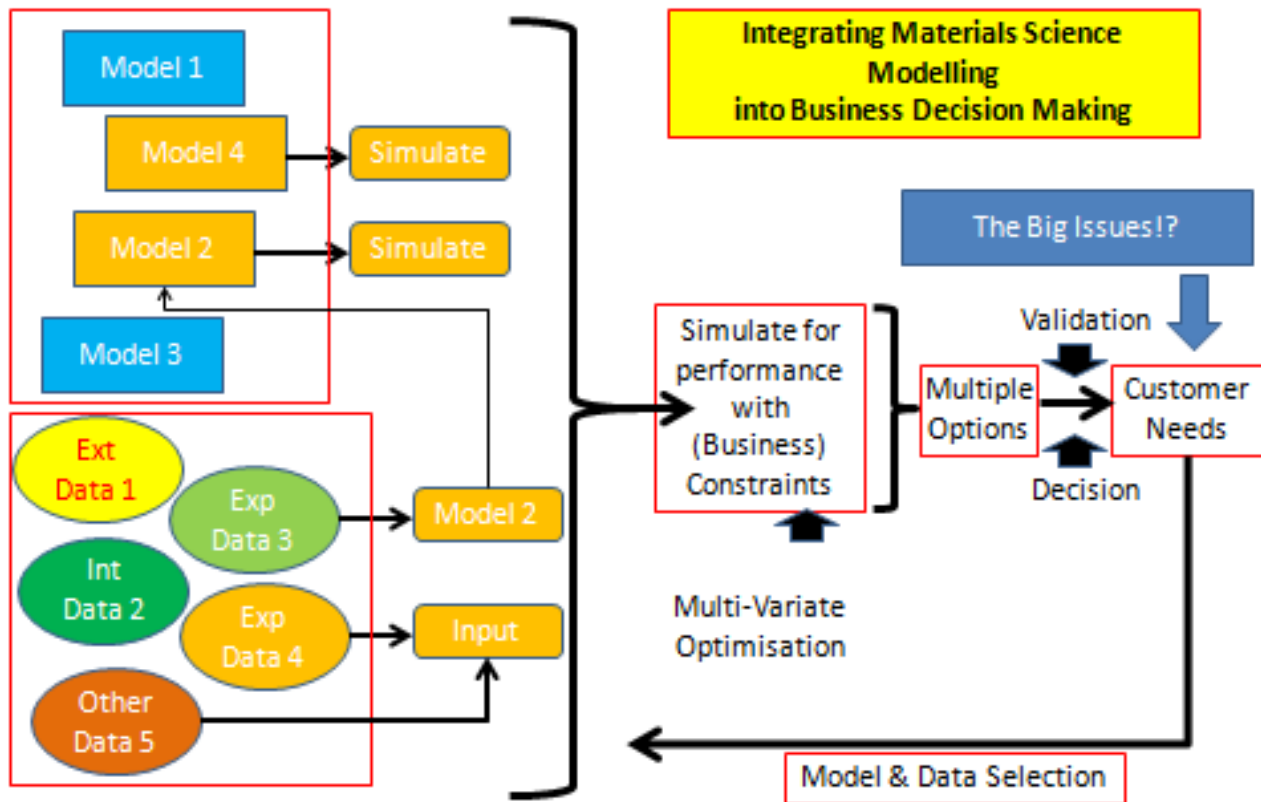 Integrating Materials Science
Modelling
into Business Decision Making
Model 1
Model 4
Simulate
Model 2
Simulate
Model 3
The Big Issues!?
Simulate for
performance
with
(Business)
Constraints
Validation
Multiple
Options
Customer
Needs
Decision
Ext
Data 1
Exp
Data 3
Model 2
Int
Data 2
Exp
Data 4
Input
Other
Data 5
Multi-Variate
Optimisation
Model & Data Selection